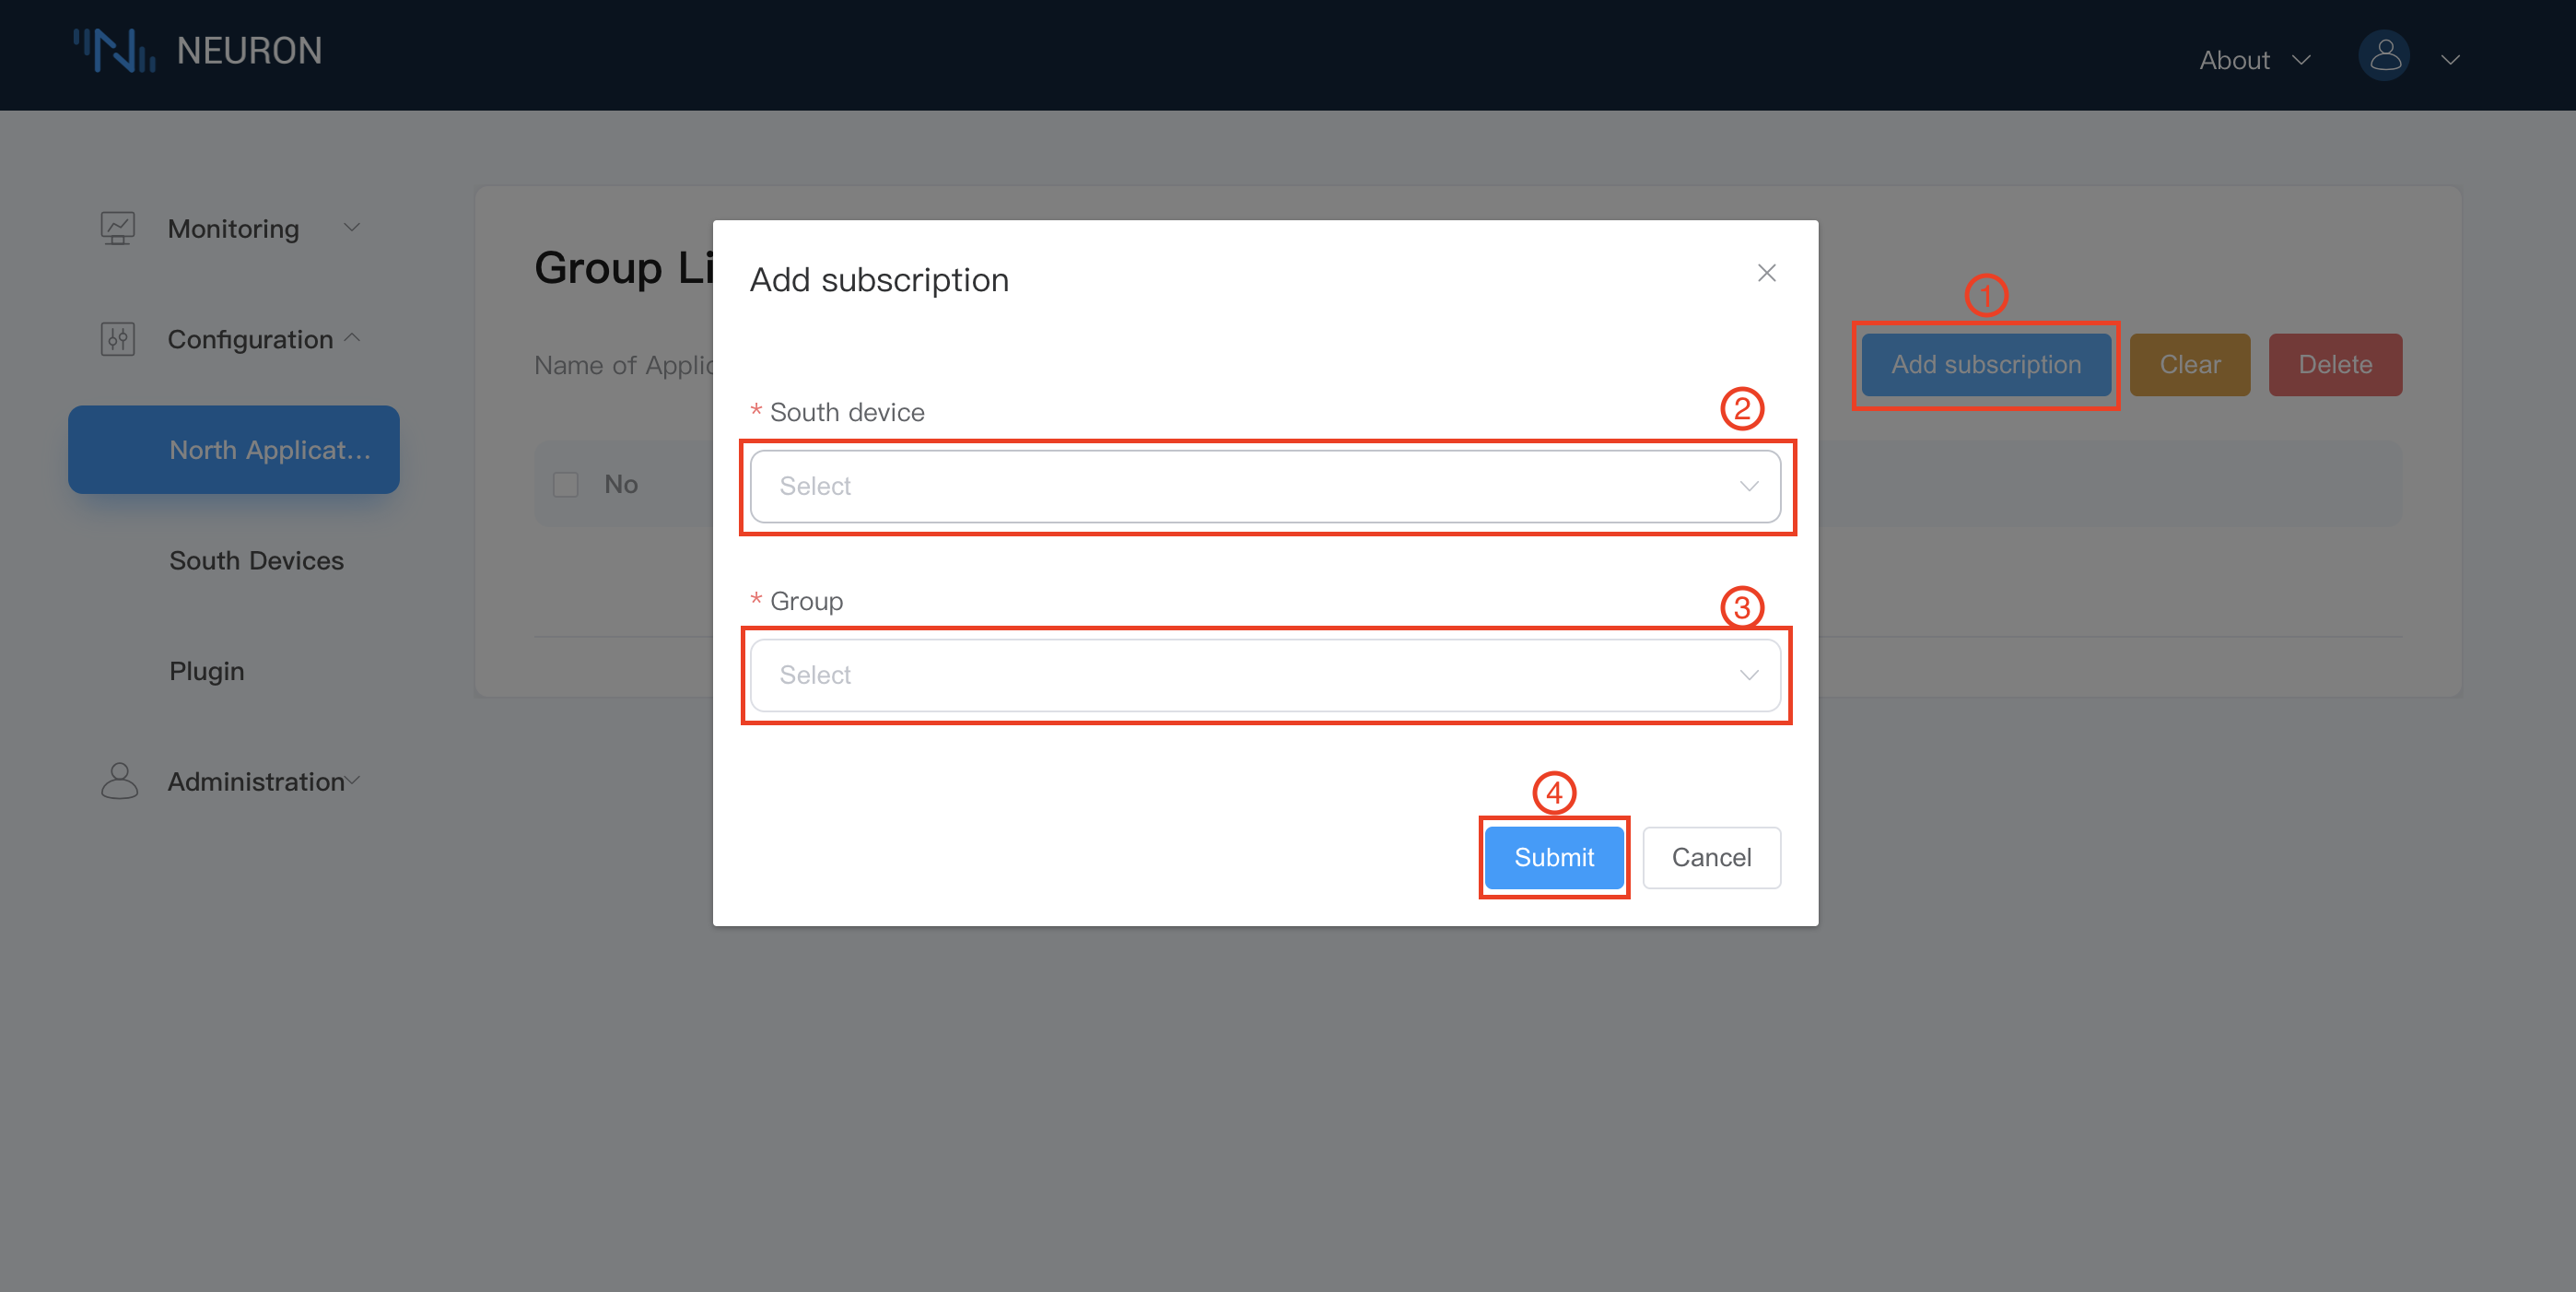 NEURON
About
Monitoring
Configuration
North Applicat...
South Devices
Plugin
Administration
Group Li
Name of Applic
1
Add subscription
Clear
Delete
No
Add subscription
* South device
2
Select
* Group
3
Select
4
Submit
Cancel